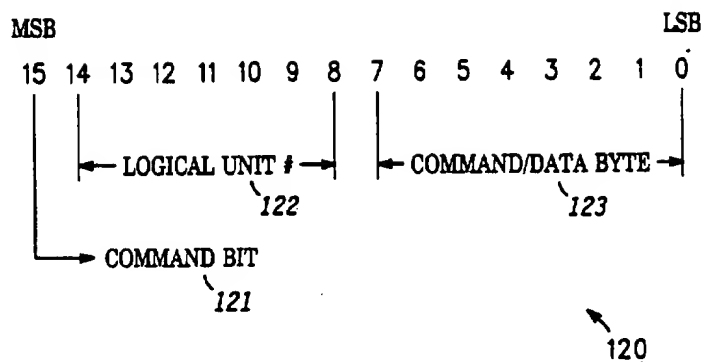 MSB LSB
15 14 13 12 11 10 9 8 7 6 5 4 3 2 1 0
LOGICAL UNIT # COMMAND/DATA BYTE
122 123
COMMAND BIT
121
120